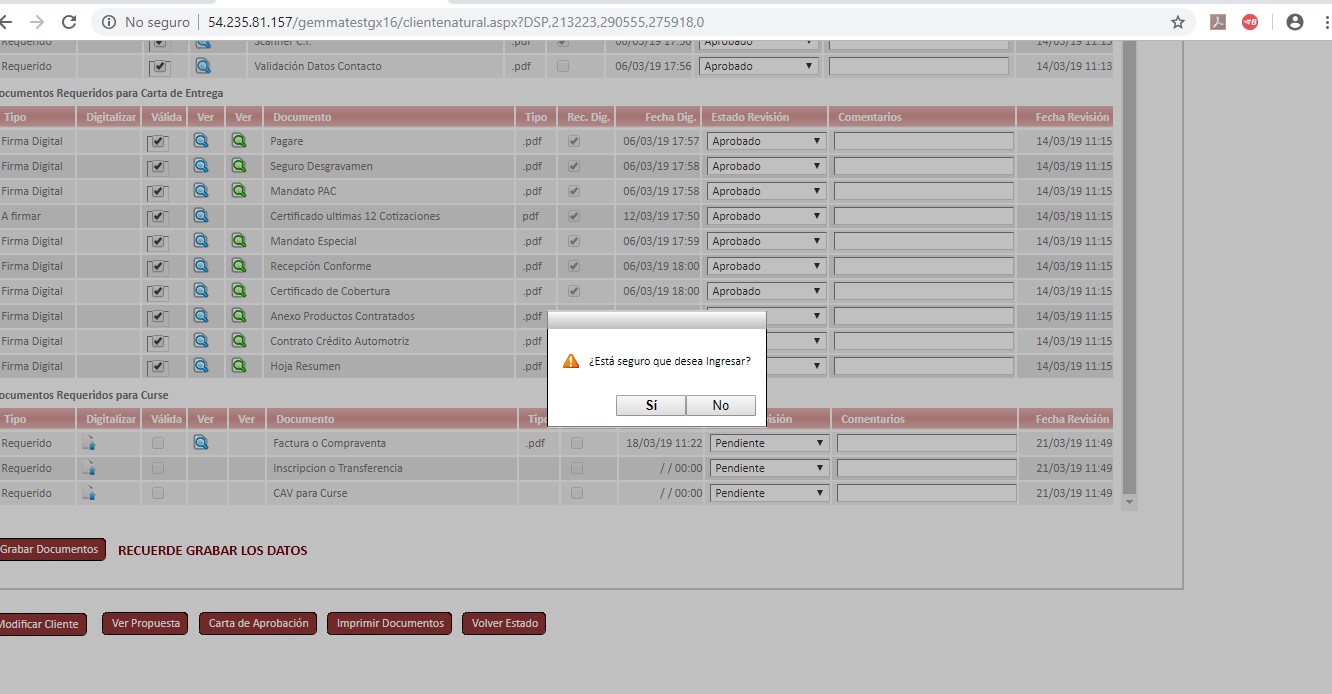 No seguro | 54.235.81.157/gemmatestgx16/clientenatural.aspx?DSP,213223,290555,275918,0
Requerido Scanner C.I. .pdf 06/03/19 17:56 Aprobado 14/03/19 11:13
Requerido Validación Datos Contacto .pdf 06/03/19 17:56 Aprobado 14/03/19 11:13
ocumentos Requeridos para Carta de Entrega
Tipo Digitalizar Válida Ver Ver Documento Tipo Rec. Dig. Fecha Dig. Estado Revisión Comentarios Fecha Revisión
Firma Digital Pagare .pdf 06/03/19 17:57 Aprobado 14/03/19 11:15
Firma Digital Seguro Desgravamen .pdf 06/03/19 17:58 Aprobado 14/03/19 11:15
Firma Digital Mandato PAC .pdf 06/03/19 17:58 Aprobado 14/03/19 11:15
A firmar Certificado ultimas 12 Cotizaciones pdf 12/03/19 17:50 Aprobado 14/03/19 11:15
Firma Digital Mandato Especial .pdf 06/03/19 17:59 Aprobado 14/03/19 11:15
Firma Digital Recepción Conforme .pdf 06/03/19 18:00 Aprobado 14/03/19 11:15
Firma Digital Certificado de Cobertura .pdf 06/03/19 18:00 Aprobado 14/03/19 11:15
Firma Digital Anexo Productos Contratados .pdf 14/03/19 11:15
Firma Digital Contrato Crédito Automotriz .pdf 14/03/19 11:15
Firma Digital Hoja Resumen .pdf 14/03/19 11:15
¿Está seguro que desea Ingresar?
Sí No
ocumentos Requeridos para Curse
Tipo Digitalizar Válida Ver Ver Documento Tipo isión Comentarios Fecha Revisión
Requerido Factura o Compraventa .pdf 18/03/19 11:22 Pendiente 21/03/19 11:49
Requerido Inscripcion o Transferencia / / 00:00 Pendiente 21/03/19 11:49
Requerido CAV para Curse / / 00:00 Pendiente 21/03/19 11:49
Grabar Documentos RECUERDE GRABAR LOS DATOS
Modificar Cliente Ver Propuesta Carta de Aprobación Imprimir Documentos Volver Estado